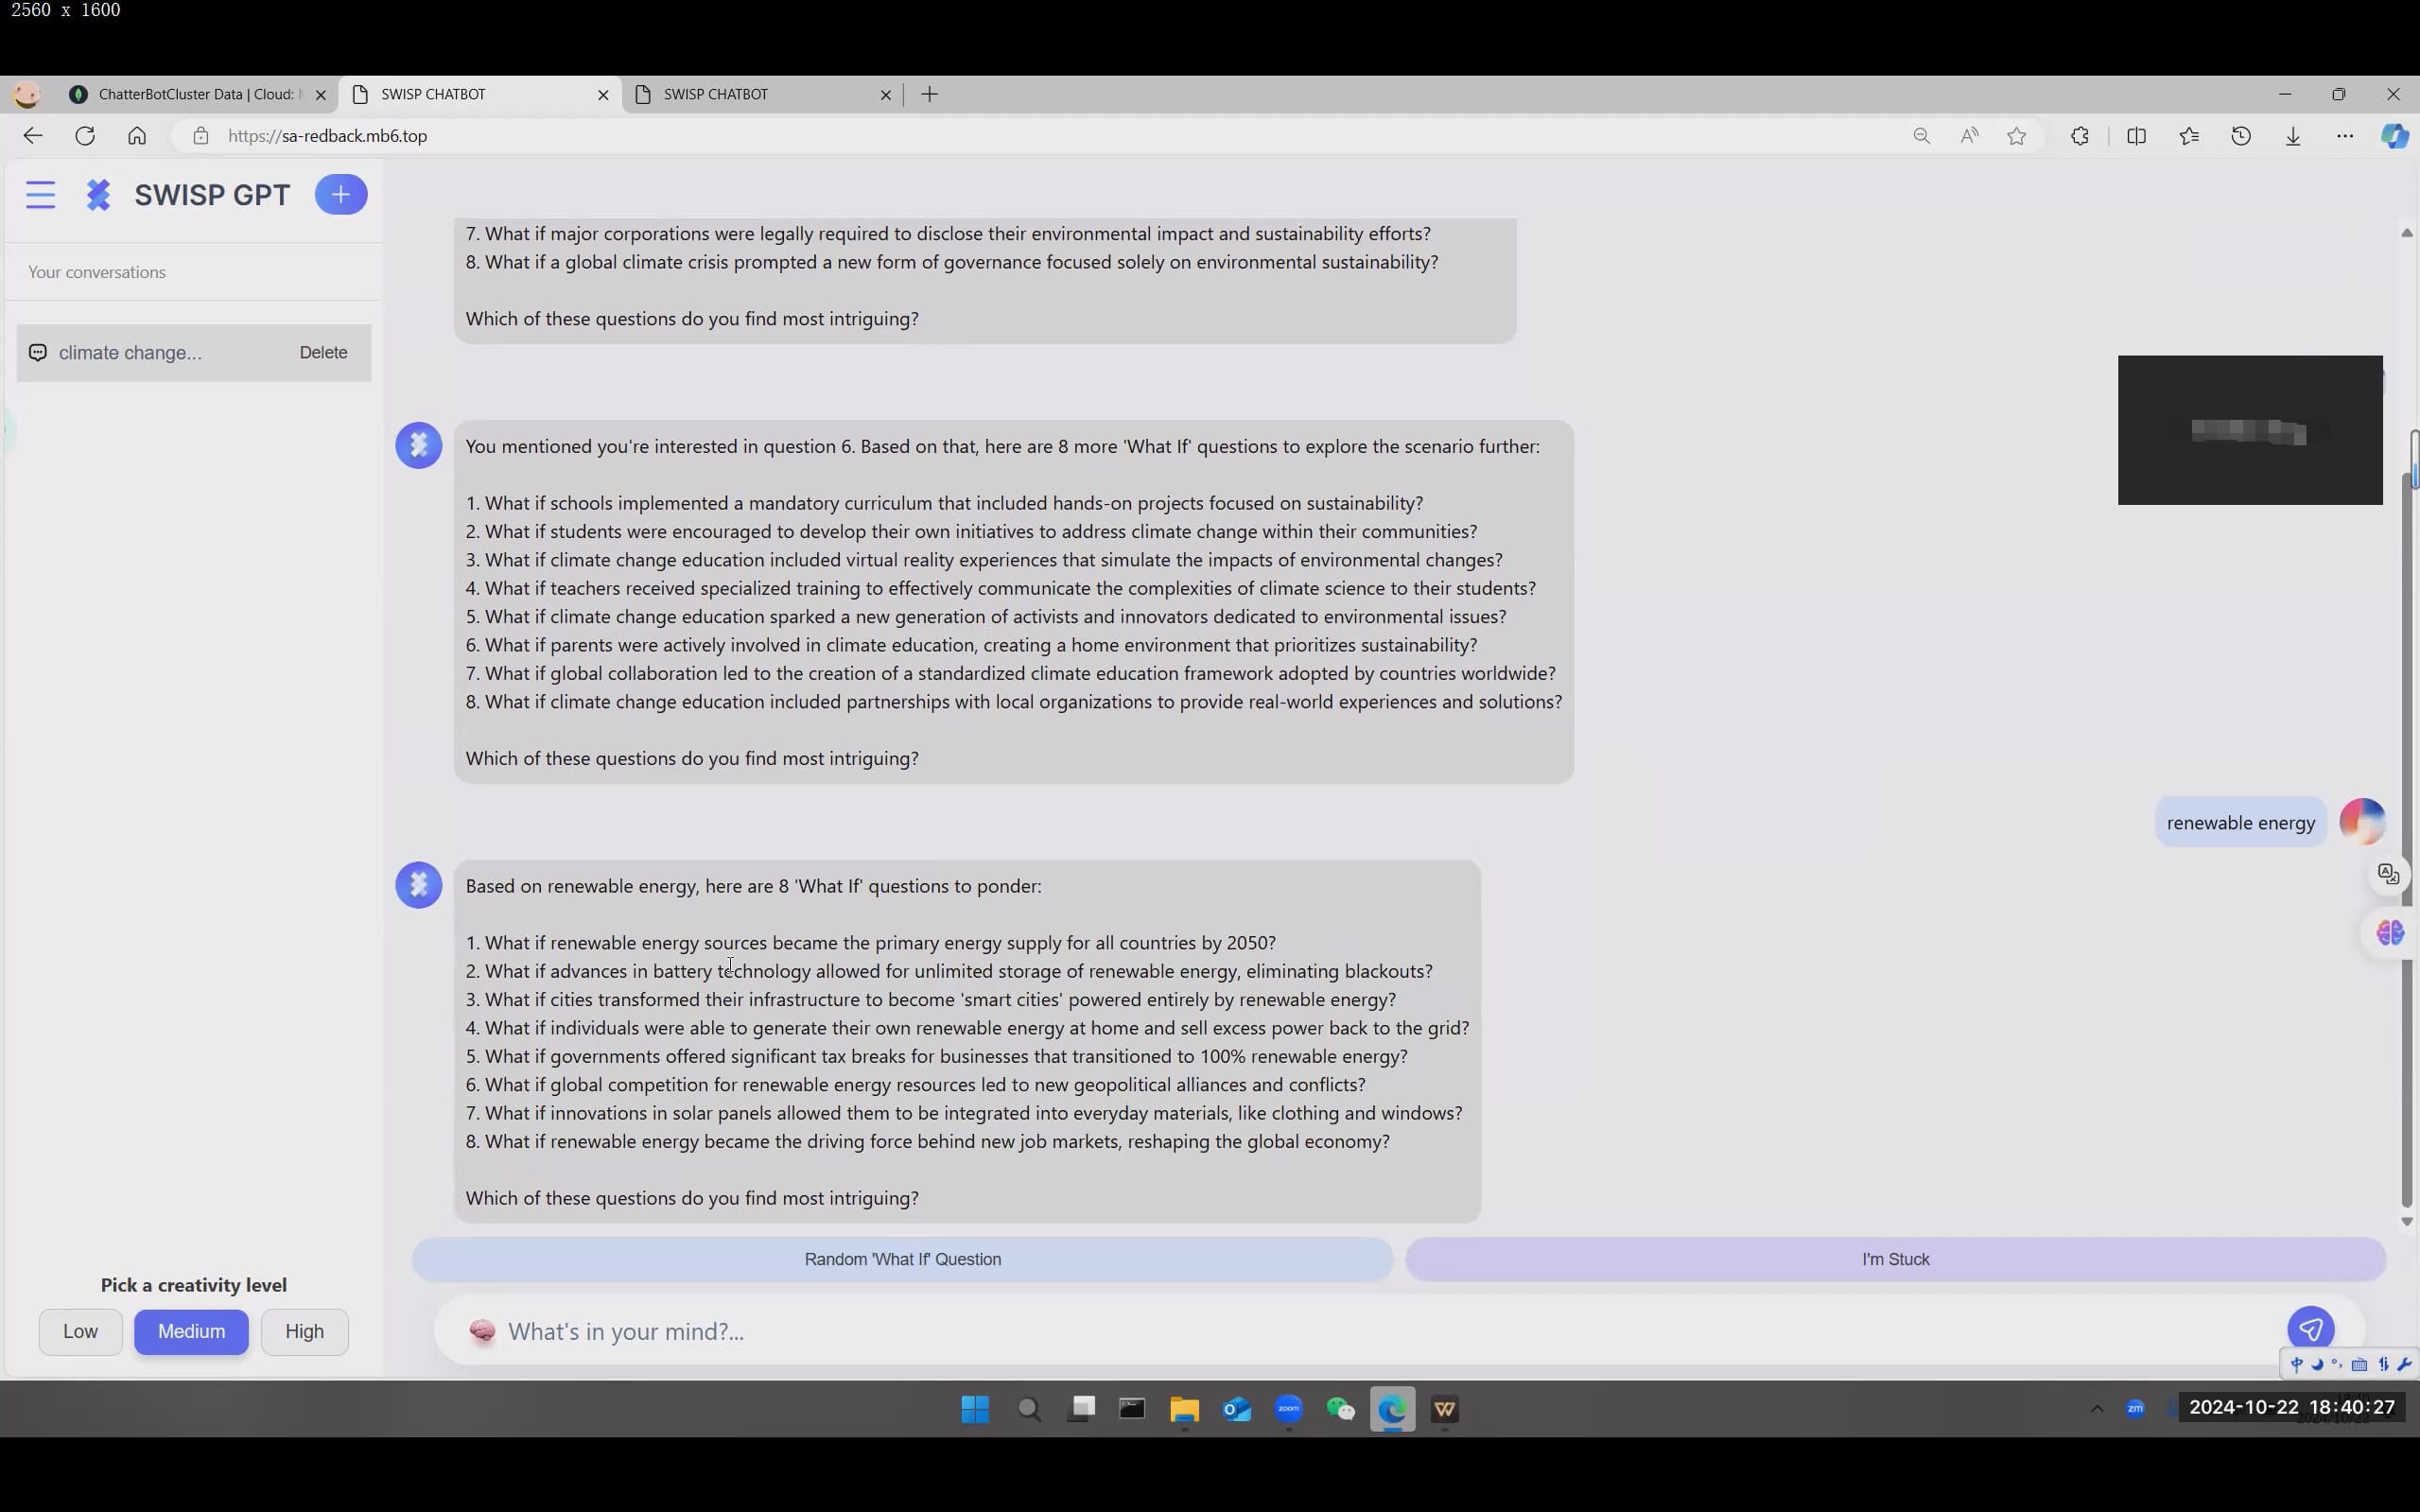 2560 x 1600
ChatterBotCluster Data | Cloud:
SWISP CHATBOT
SWISP CHATBOT
https://sa-redback.mb6.top
SWISP GPT
Your conversations
climate change...
Delete
7. What if major corporations were legally required to disclose their environmental impact and sustainability efforts?
8. What if a global climate crisis prompted a new form of governance focused solely on environmental sustainability?
Which of these questions do you find most intriguing?
You mentioned you're interested in question 6. Based on that, here are 8 more 'What If' questions to explore the scenario further:
1. What if schools implemented a mandatory curriculum that included hands-on projects focused on sustainability?
2. What if students were encouraged to develop their own initiatives to address climate change within their communities?
3. What if climate change education included virtual reality experiences that simulate the impacts of environmental changes?
4. What if teachers received specialized training to effectively communicate the complexities of climate science to their students?
5. What if climate change education sparked a new generation of activists and innovators dedicated to environmental issues?
6. What if parents were actively involved in climate education, creating a home environment that prioritizes sustainability?
7. What if global collaboration led to the creation of a standardized climate education framework adopted by countries worldwide?
8. What if climate change education included partnerships with local organizations to provide real-world experiences and solutions?
Which of these questions do you find most intriguing?
renewable energy
Based on renewable energy, here are 8 'What If' questions to ponder:
1. What if renewable energy sources became the primary energy supply for all countries by 2050?
2. What if advances in battery technology allowed for unlimited storage of renewable energy, eliminating blackouts?
3. What if cities transformed their infrastructure to become 'smart cities' powered entirely by renewable energy?
4. What if individuals were able to generate their own renewable energy at home and sell excess power back to the grid?
5. What if governments offered significant tax breaks for businesses that transitioned to 100% renewable energy?
6. What if global competition for renewable energy resources led to new geopolitical alliances and conflicts?
7. What if innovations in solar panels allowed them to be integrated into everyday materials, like clothing and windows?
8. What if renewable energy became the driving force behind new job markets, reshaping the global economy?
Which of these questions do you find most intriguing?
Random 'What If' Question
I'm Stuck
Pick a creativity level
Low
Medium
High
What's in your mind?...
中
zoom
zm
2024-10-22 18:40:27